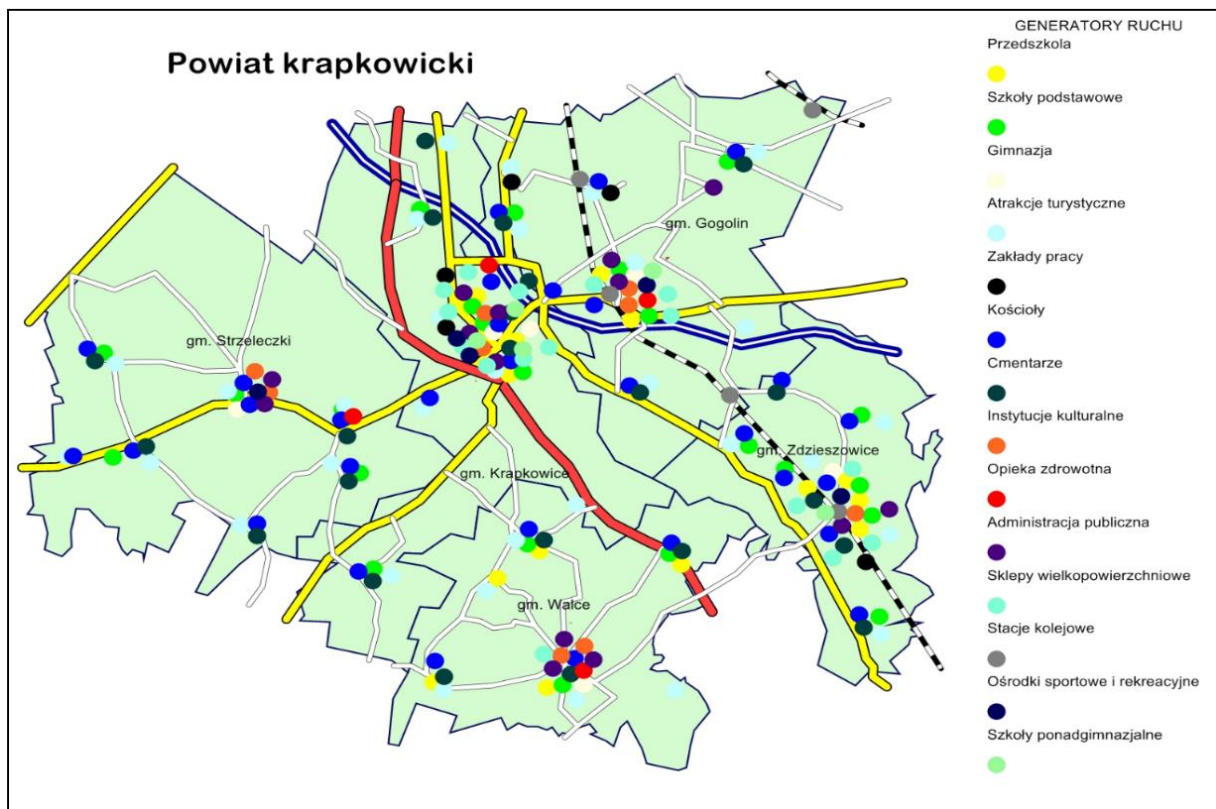 Powiat krapkowicki
gm. Gogolin
gm. Strzeleczki
gm. Zdzieszowice
gm. Krapkowice
gm. Walce
GENERATORY RUCHU
Przedszkola
Szkoły podstawowe
Gimnazja
Atrakcje turystyczne
Zakłady pracy
Kościoły
Cmentarze
Instytucje kulturalne
Opieka zdrowotna
Administracja publiczna
Sklepy wielkopowierzchniowe
Stacje kolejowe
Ośrodki sportowe i rekreacyjne
Szkoły ponadgimnazjalne